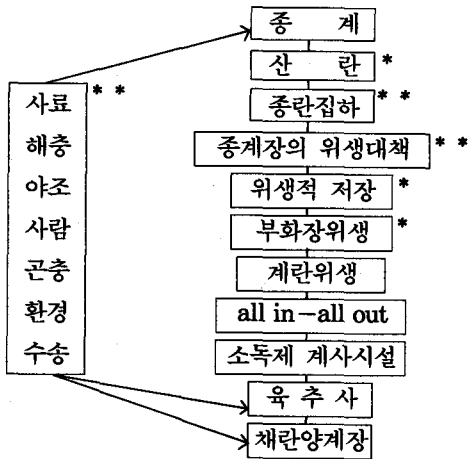 종 계
산 란 *
종란집하 * *
종계장의 위생대책 * *
위생적 저장 *
부화장위생 *
계란위생
all in-all out
소독제 계사시설
육 추 사
채란양계장
사료 * *
해충
야조
사람
곤충
환경
수송